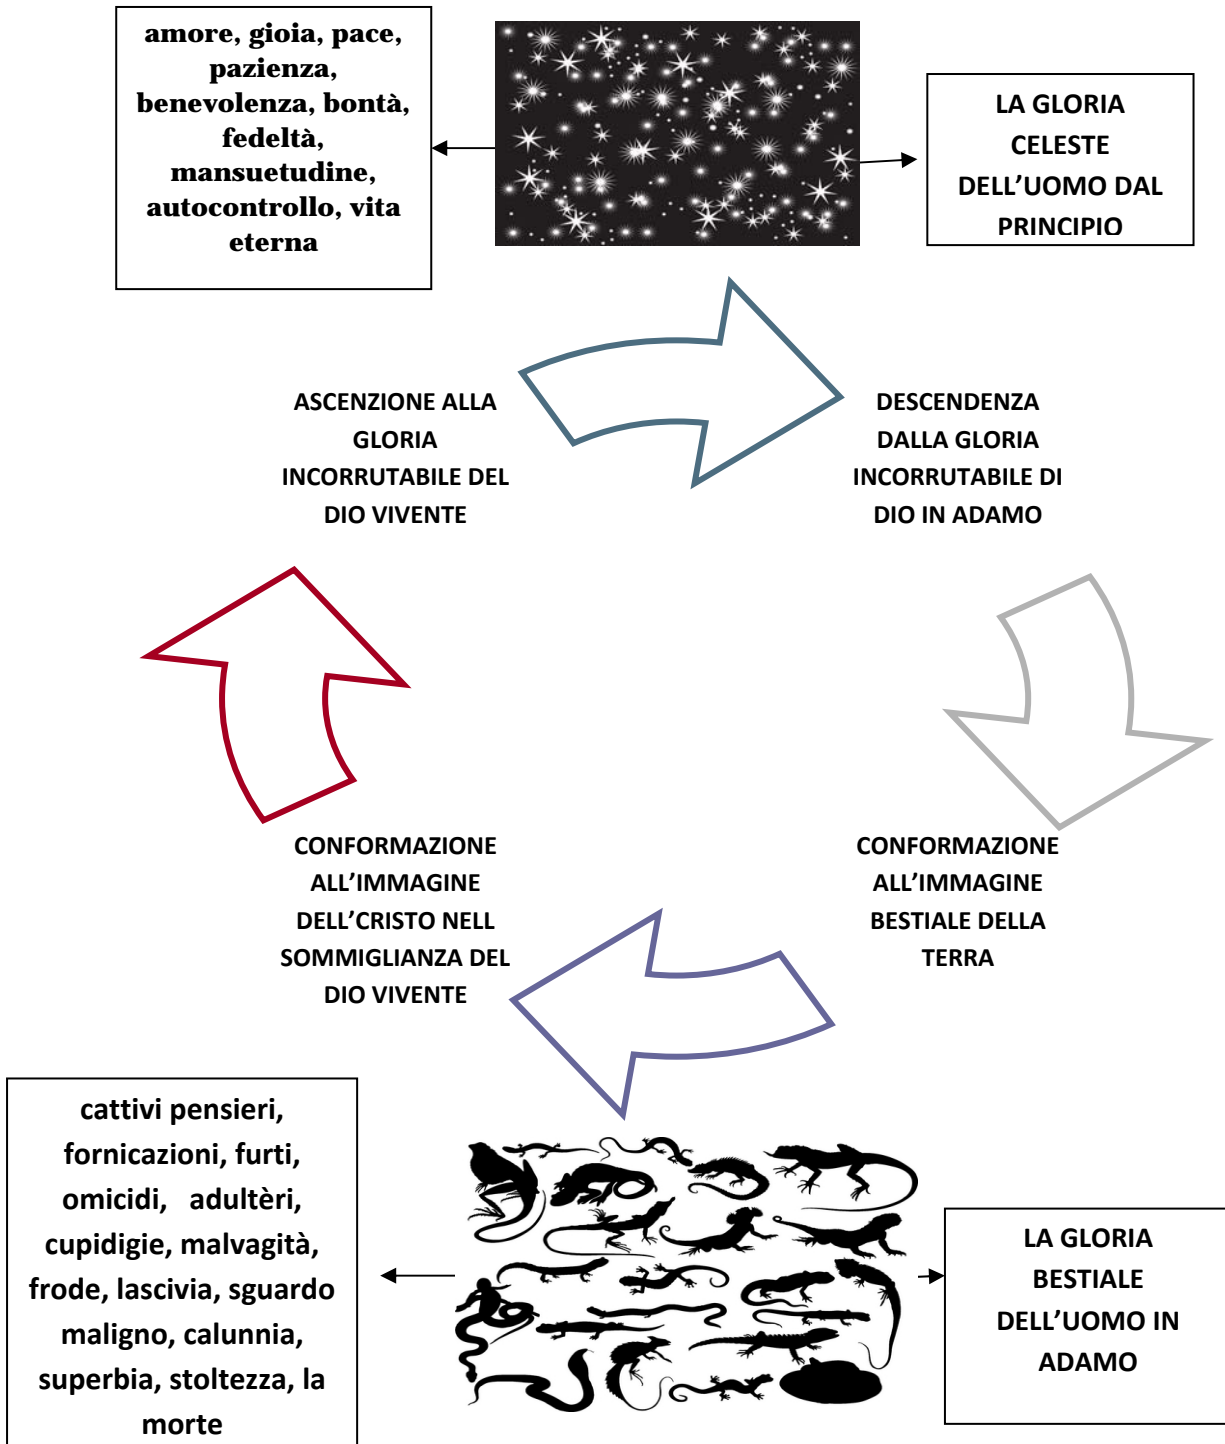 amore, gioia, pace,
pazienza,
benevolenza, bontà,
fedeltà,
mansuetudine,
autocontrollo, vita
eterna
LA GLORIA
CELESTE
DELL’UOMO DAL
PRINCIPIO
ASCENZIONE ALLA
GLORIA
INCORRUTABILE DEL
DIO VIVENTE
DESCENDENZA
DALLA GLORIA
INCORRUTABILE DI
DIO IN ADAMO
CONFORMAZIONE
ALL’IMMAGINE
DELL’CRISTO NELL
SOMMIGLIANZA DEL
DIO VIVENTE
CONFORMAZIONE
ALL’IMMAGINE
BESTIALE DELLA
TERRA
cattivi pensieri,
fornicazioni, furti,
omicidi, adultèri,
cupidigie, malvagità,
frode, lascivia, sguardo
maligno, calunnia,
superbia, stoltezza, la
morte
LA GLORIA
BESTIALE
DELL’UOMO IN
ADAMO